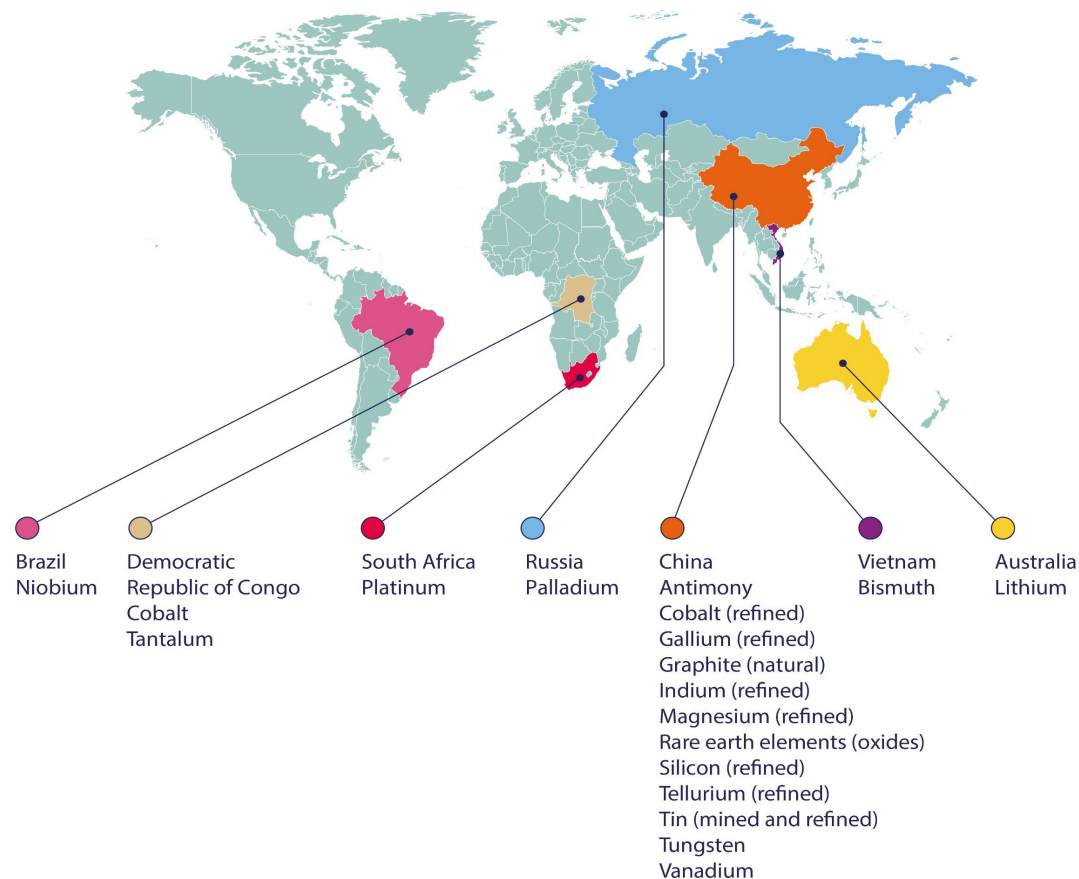 Brazil
Niobium
Democratic
Republic of Congo
Cobalt
Tantalum
South Africa
Platinum
Russia
Palladium
China
Antimony
Cobalt (refined)
Gallium (refined)
Graphite (natural)
Indium (refined)
Magnesium (refined)
Rare earth elements (oxides)
Silicon (refined)
Tellurium (refined)
Tin (mined and refined)
Tungsten
Vanadium
Vietnam
Bismuth
Australia
Lithium